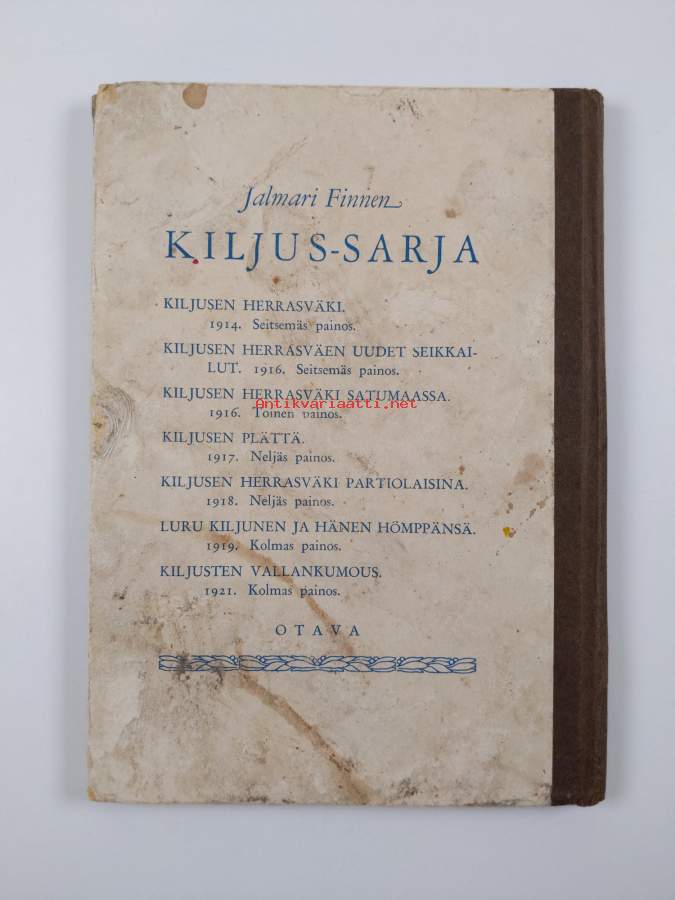 Jalmari Finnen
KILJUS-SARJA
KILJUSEN HERRASVÄKI.
1914. Seitsemäs painos.
KILJUSEN HERRASVÄEN UUDET SEIKKAI-
LUT. 1916. Seitsemäs painos.
KILJUSEN HERRASVÄKI SATUMAASSA.
Antikvariaatti.net
1916. Toinen painos.
KILJUSEN PLÄTTÄ.
1917. Neljäs painos.
KILJUSEN HERRASVÄKI PARTIOLAISINA.
1918. Neljäs painos.
LURU KILJUNEN JA HÄNEN HÖMPPÄNSÄ.
1919. Kolmas painos.
KILJUSTEN VALLANKUMOUS.
1921. Kolmas painos.
OTAVA